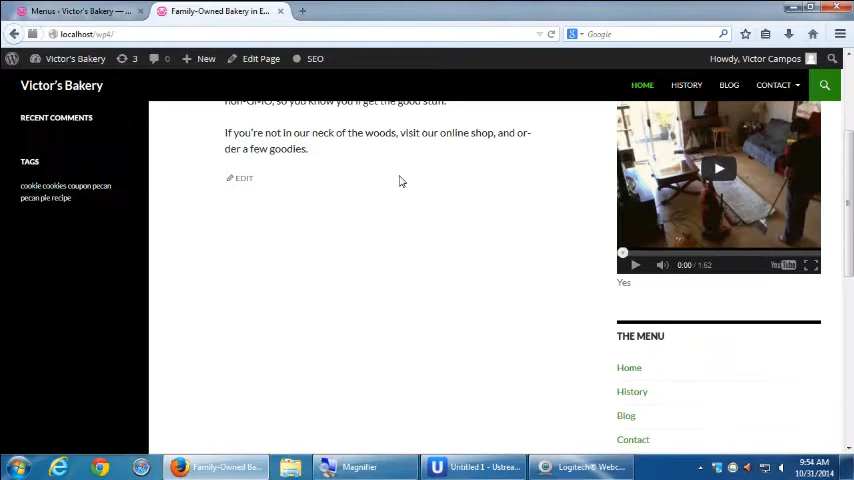 Menus ‹ Victor's Bakery — ...
Family-Owned Bakery in E...
localhost/wp4/
Google
Victor's Bakery
3
0
New
Edit Page
SEO
Howdy, Victor Campos
Victor's Bakery
HOME
HISTORY
BLOG
CONTACT
RECENT COMMENTS
TAGS
cookie cookies coupon pecan
pecan pie recipe
non-GMO, so you know you'll get the good stuff.
If you're not in our neck of the woods, visit our online shop, and or-
der a few goodies.
EDIT
0:00 / 1:62
YouTube
Yes
THE MENU
Home
History
Blog
Contact
Family-Owned Ba...
Magnifier
Untitled 1 - Ustrea...
Logitech® Webc...
9:54 AM
10/31/2014